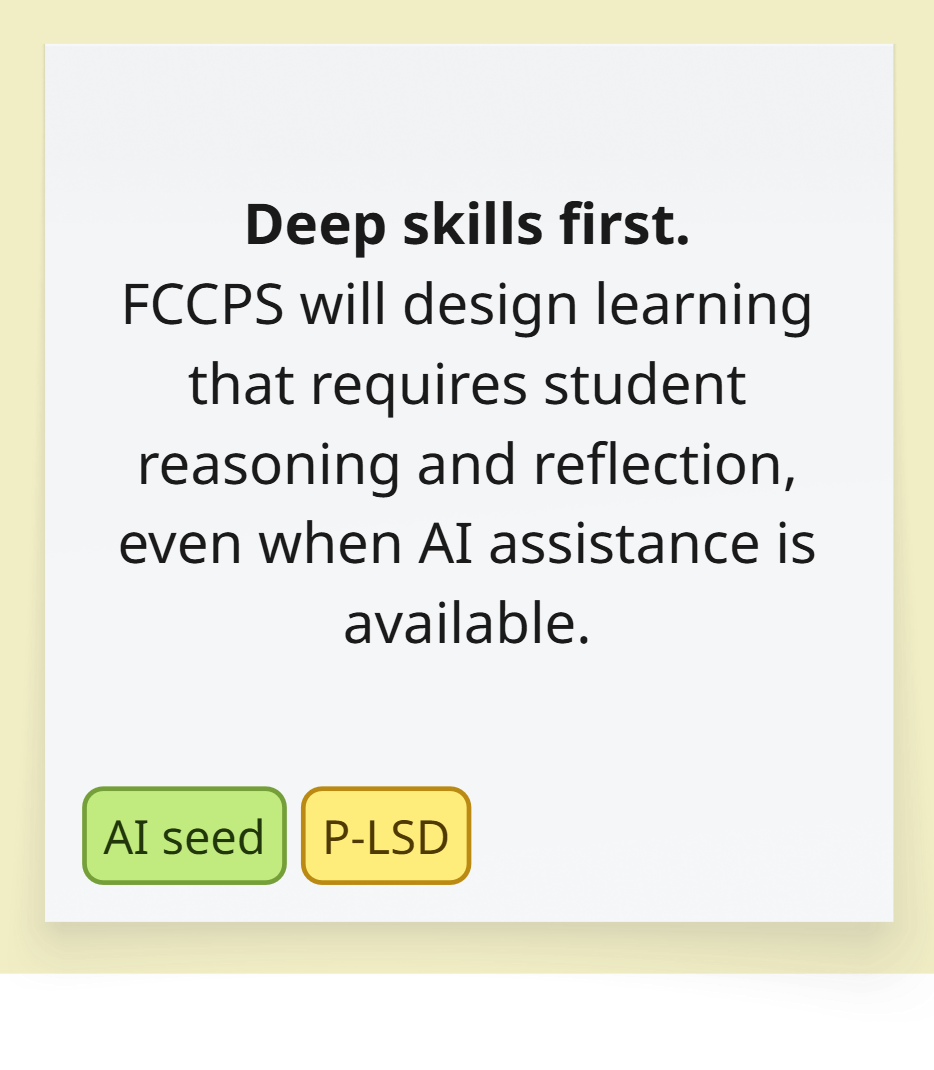 Deep skills first.
FCCPS will design learning
that requires student
reasoning and reflection,
even when AI assistance is
available.
AI seed
P-LSD